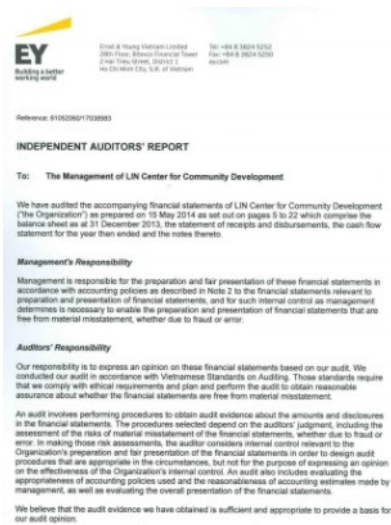 EY
Building a better
working world
Ernst & Young Vietnam Limited
28th Floor, Bitexco Financial Tower
2 Hai Trieu Street, District 1
Ho Chi Minh City, S.R. of Vietnam
Tel: +84 8 3824 5252
Fax: +84 8 3824 5250
ey.com
Reference: 61052060/17038983
INDEPENDENT AUDITORS' REPORT
To: The Management of LIN Center for Community Development
We have audited the accompanying financial statements of LIN Center for Community Development
("the Organization") as prepared on 15 May 2014 as set out on pages 5 to 22 which comprise the
balance sheet as at 31 December 2013, the statement of receipts and disbursements, the cash flow
statement for the year then ended and the notes thereto.
Management's Responsibility
Management is responsible for the preparation and fair presentation of these financial statements in
accordance with accounting policies as described in Note 2 to the financial statements relevant to
preparation and presentation of financial statements, and for such internal control as management
determines is necessary to enable the preparation and presentation of financial statements that are
free from material misstatement, whether due to fraud or error.
Auditors' Responsibility
Our responsibility is to express an opinion on these financial statements based on our audit. We
conducted our audit in accordance with Vietnamese Standards on Auditing. Those standards require
that we comply with ethical requirements and plan and perform the audit to obtain reasonable
assurance about whether the financial statements are free from material misstatement.
An audit involves performing procedures to obtain audit evidence about the amounts and disclosures
in the financial statements. The procedures selected depend on the auditors' judgment, including the
assessment of the risks of material misstatement of the financial statements, whether due to fraud or
error. In making those risk assessments, the auditor considers internal control relevant to the
Organization's preparation and fair presentation of the financial statements in order to design audit
procedures that are appropriate in the circumstances, but not for the purpose of expressing an opinion
on the effectiveness of the Organization's internal control. An audit also includes evaluating the
appropriateness of accounting policies used and the reasonableness of accounting estimates made by
management, as well as evaluating the overall presentation of the financial statements.
We believe that the audit evidence we have obtained is sufficient and appropriate to provide a basis for
our audit opinion.